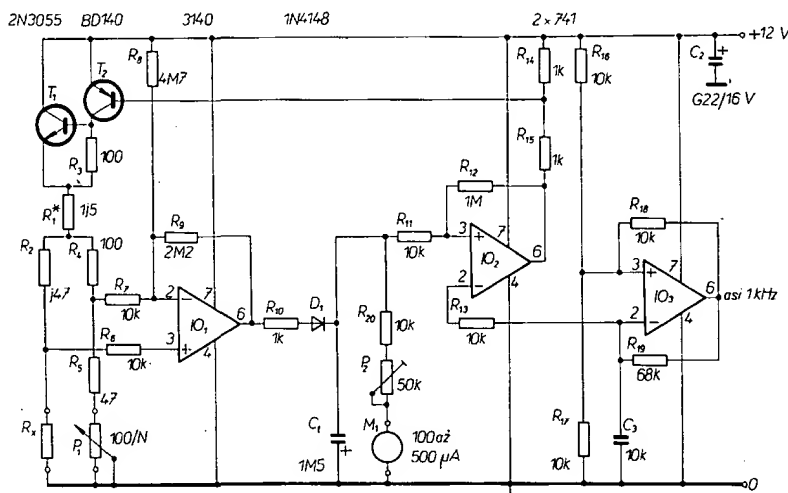 2N3055 BD140 3140 1N4148 2×741
+12 V
T1
T2
R8
4M7
R14
1k
R16
10k
C2
+
G22/16 V
R3
100
R15
1k
R1*
1j5
R9
2M2
R12
1M
R11
10k
R18
10k
R2
j47
R4
100
R7
10k
2
7
6
4
3
IO1
R10
1k
D1
3
7
6
4
2
IO2
R13
10k
3
7
6
4
2
IO3
asi 1kHz
R6
10k
R20
10k
R19
68k
R5
47
P2
50k
Rx
P1
100/N
C1
1M5
+
M1
100 až
500 µA
R17
10k
C3
10k
0